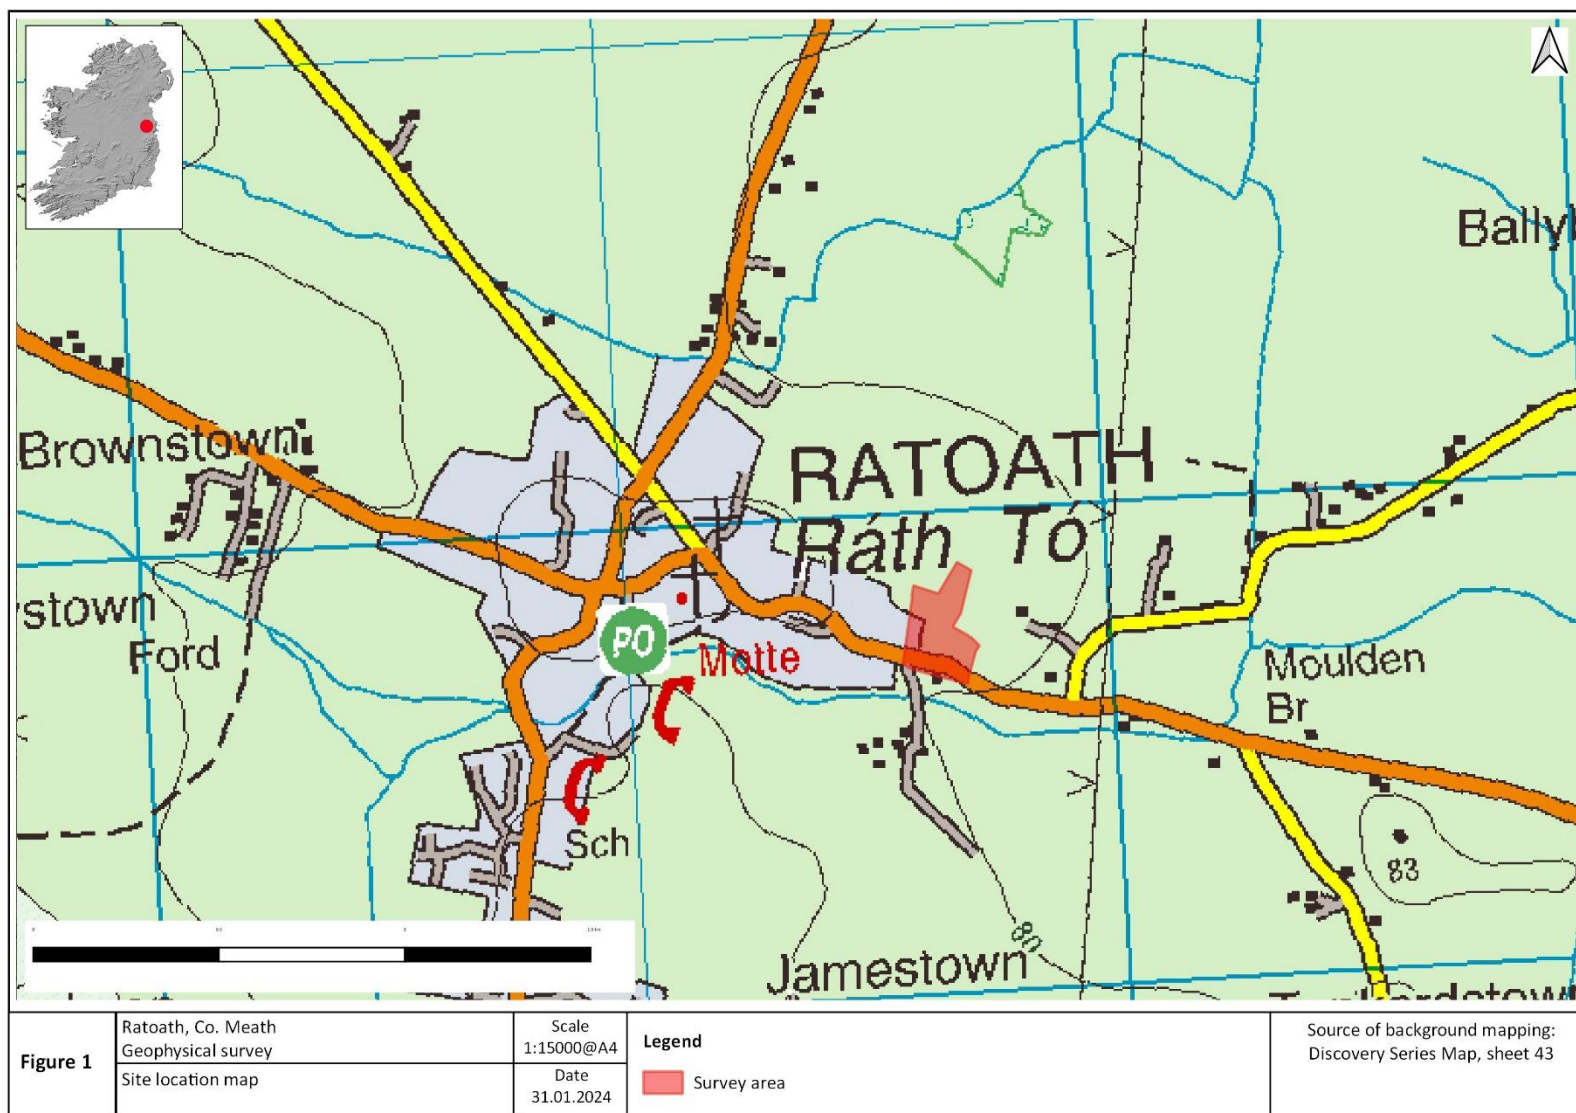 Bally
Brownstown
RATOATH
Ráth Tó
stown
Ford
PO
Motte
Moulden
Br
Sch
83
80
Jamestown
Figure 1
Ratoath, Co. Meath
Geophysical survey
Site location map
Scale
1:15000@A4
Date
31.01.2024
Legend
Survey area
Source of background mapping:
Discovery Series Map, sheet 43